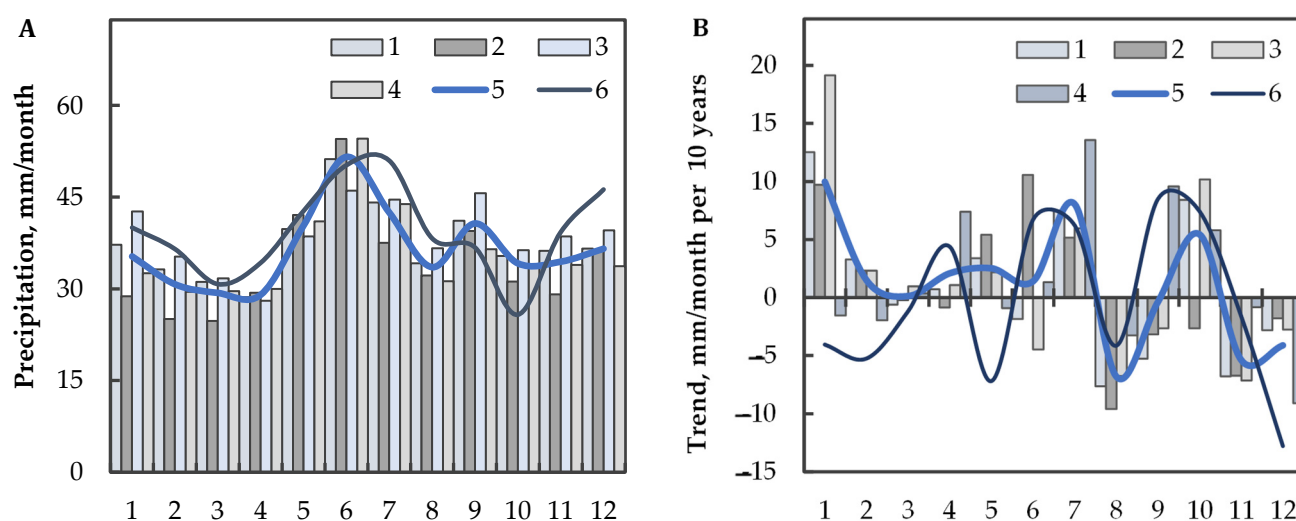 A
1 2 3
4 5 6
Precipitation, mm/month
60
45
30
15
0
1 2 3 4 5 6 7 8 9 10 11 12
B
1 2 3
4 5 6
Trend, mm/month per 10 years
20
15
10
5
0
–5
–10
–15
1 2 3 4 5 6 7 8 9 10 11 12